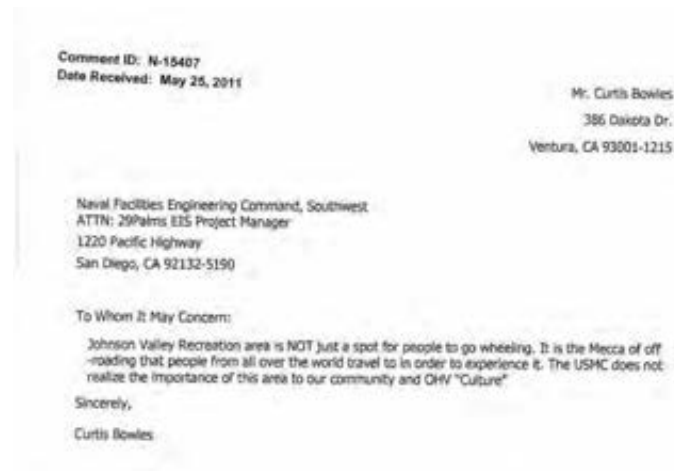 Comment ID: N-15407
Date Received: May 25, 2011
Mr. Curtis Bowles
386 Dakota Dr.
Ventura, CA 93001-1215
Naval Facilities Engineering Command, Southwest
ATTN: 29Palms EIS Project Manager
1220 Pacific Highway
San Diego, CA 92132-5190
To Whom It May Concern:
Johnson Valley Recreation area is NOT just a spot for people to go wheeling. It is the Mecca of off
-roading that people from all over the world travel to in order to experience it. The USMC does not
realize the importance of this area to our community and OHV "Culture"
Sincerely,
Curtis Bowles